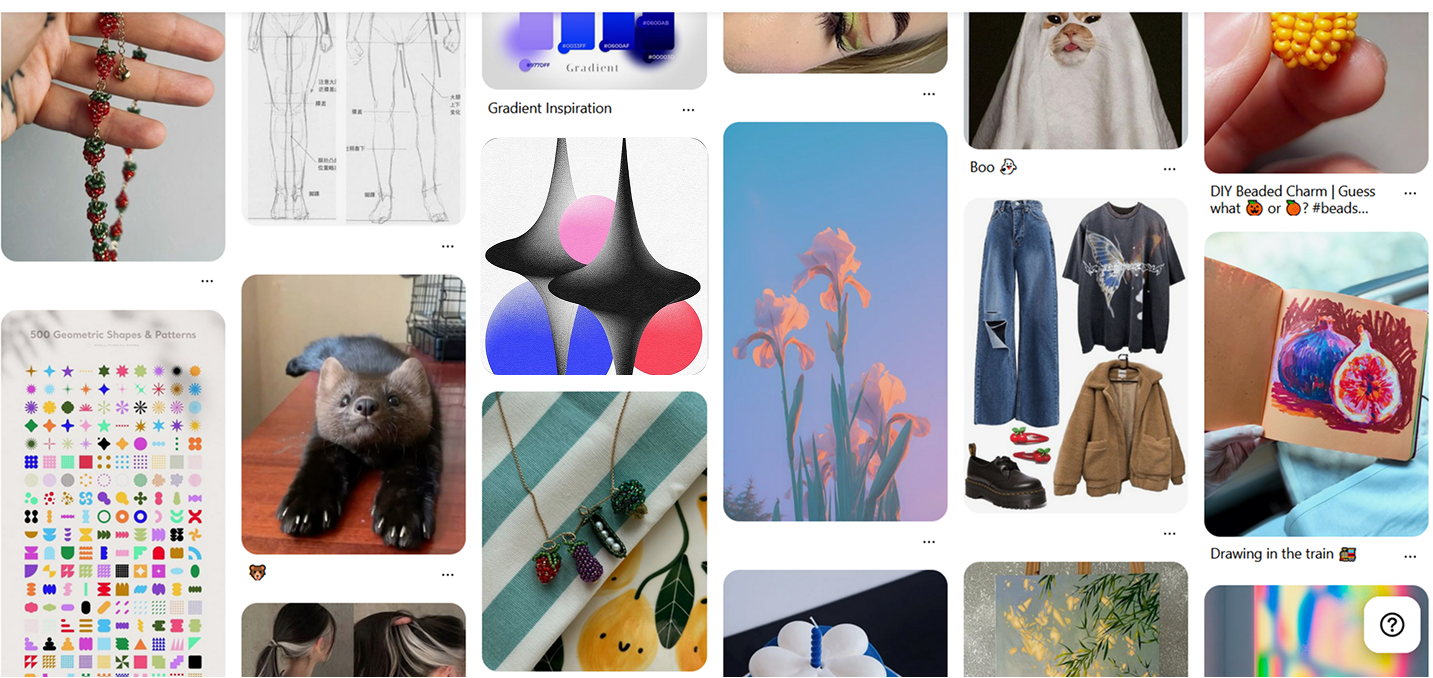 #977DFF
#0033FF
#0600AF
#0600AB
Gradient
Gradient Inspiration
Boo 👻
DIY Beaded Charm | Guess
what 🎃 or 🍊? #beads...
500 Geometric Shapes & Patterns
🐻
Drawing in the train 🚂